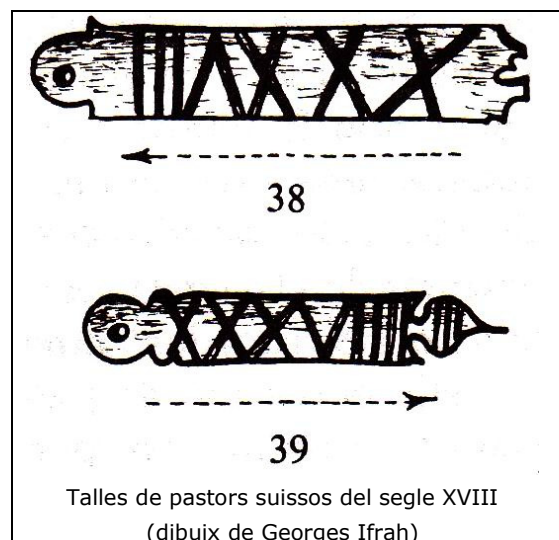 38
39
Talles de pastors suissos del segle XVIII
(dibuix de Georges Ifrah)